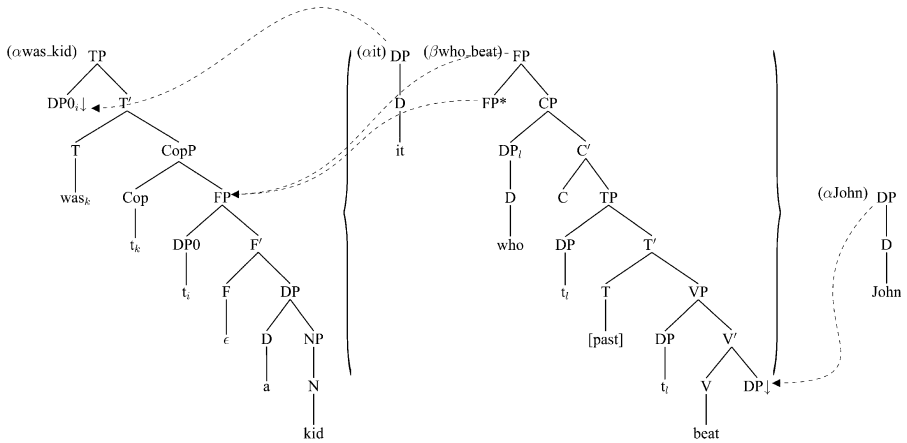 (αwas_kid) TP (αit) DP (βwho_beat) FP
DP0i↓ T′ D FP* CP
T CopP it DPl C′
wask Cop FP D C TP (αJohn) DP
tk DP0 F′ who DP T′ D
ti F DP tl T VP John
ϵ D NP [past] DP V′
a N tl V DP↓
kid beat